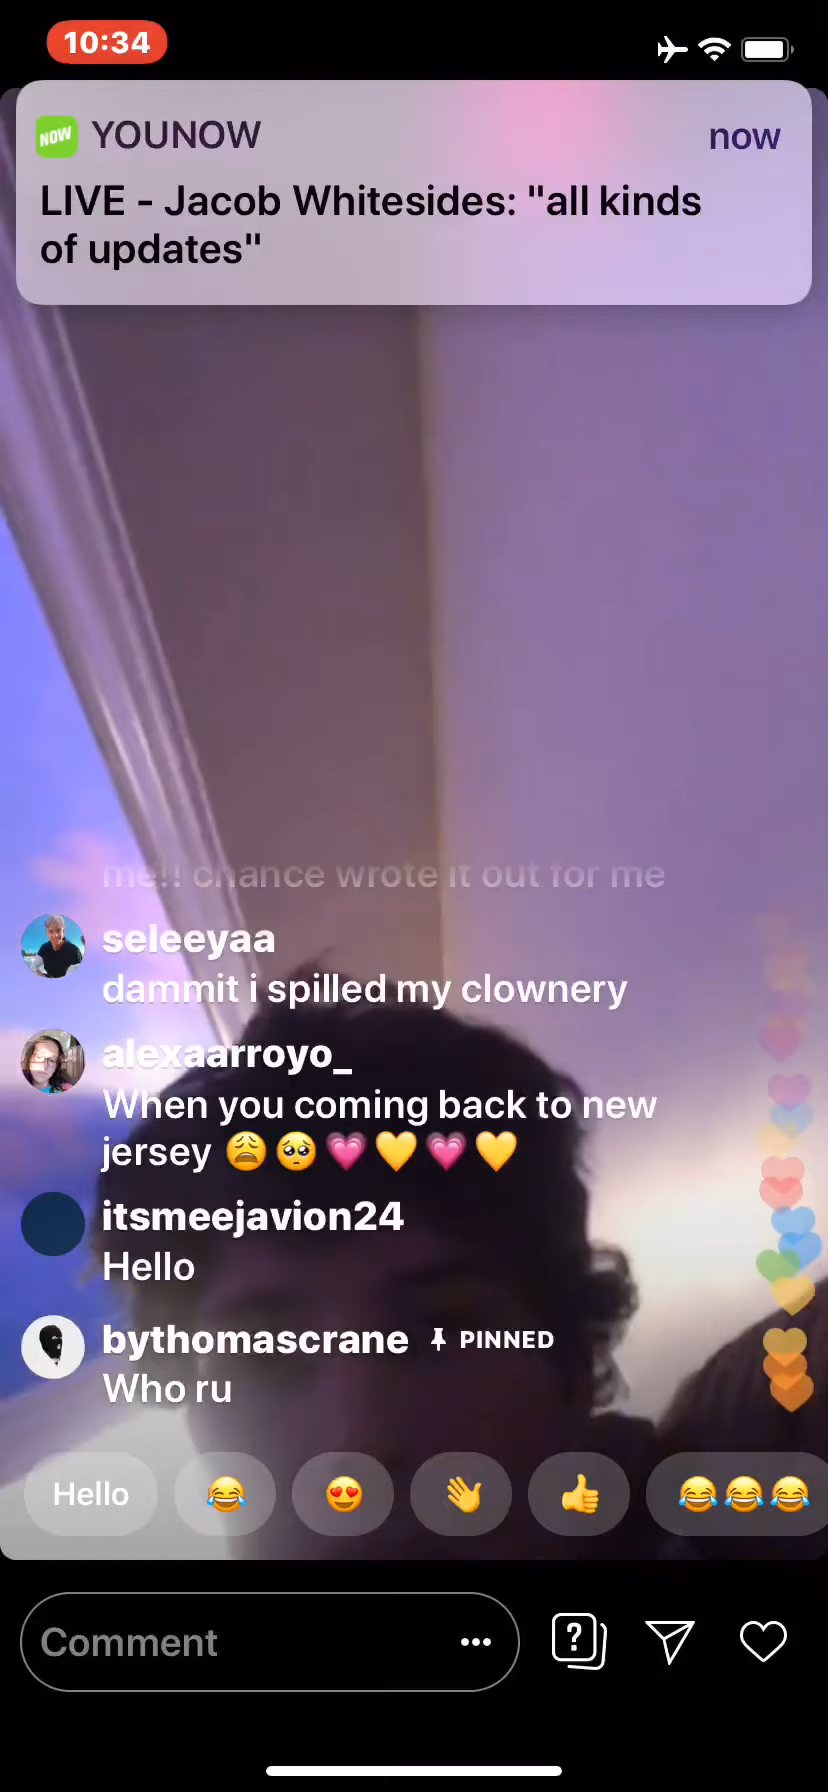 10:34
NOW YOUNOW now
LIVE - Jacob Whitesides: "all kinds
of updates"
me!! chance wrote it out for me
seleeyaa
dammit i spilled my clownery
alexaarroyo_
When you coming back to new
jersey 😩🥺💗💛💗💛
itsmeejavion24
Hello
bythomascrane PINNED
Who ru
Hello 😂 😍 👋 👍 😂😂😂
Comment